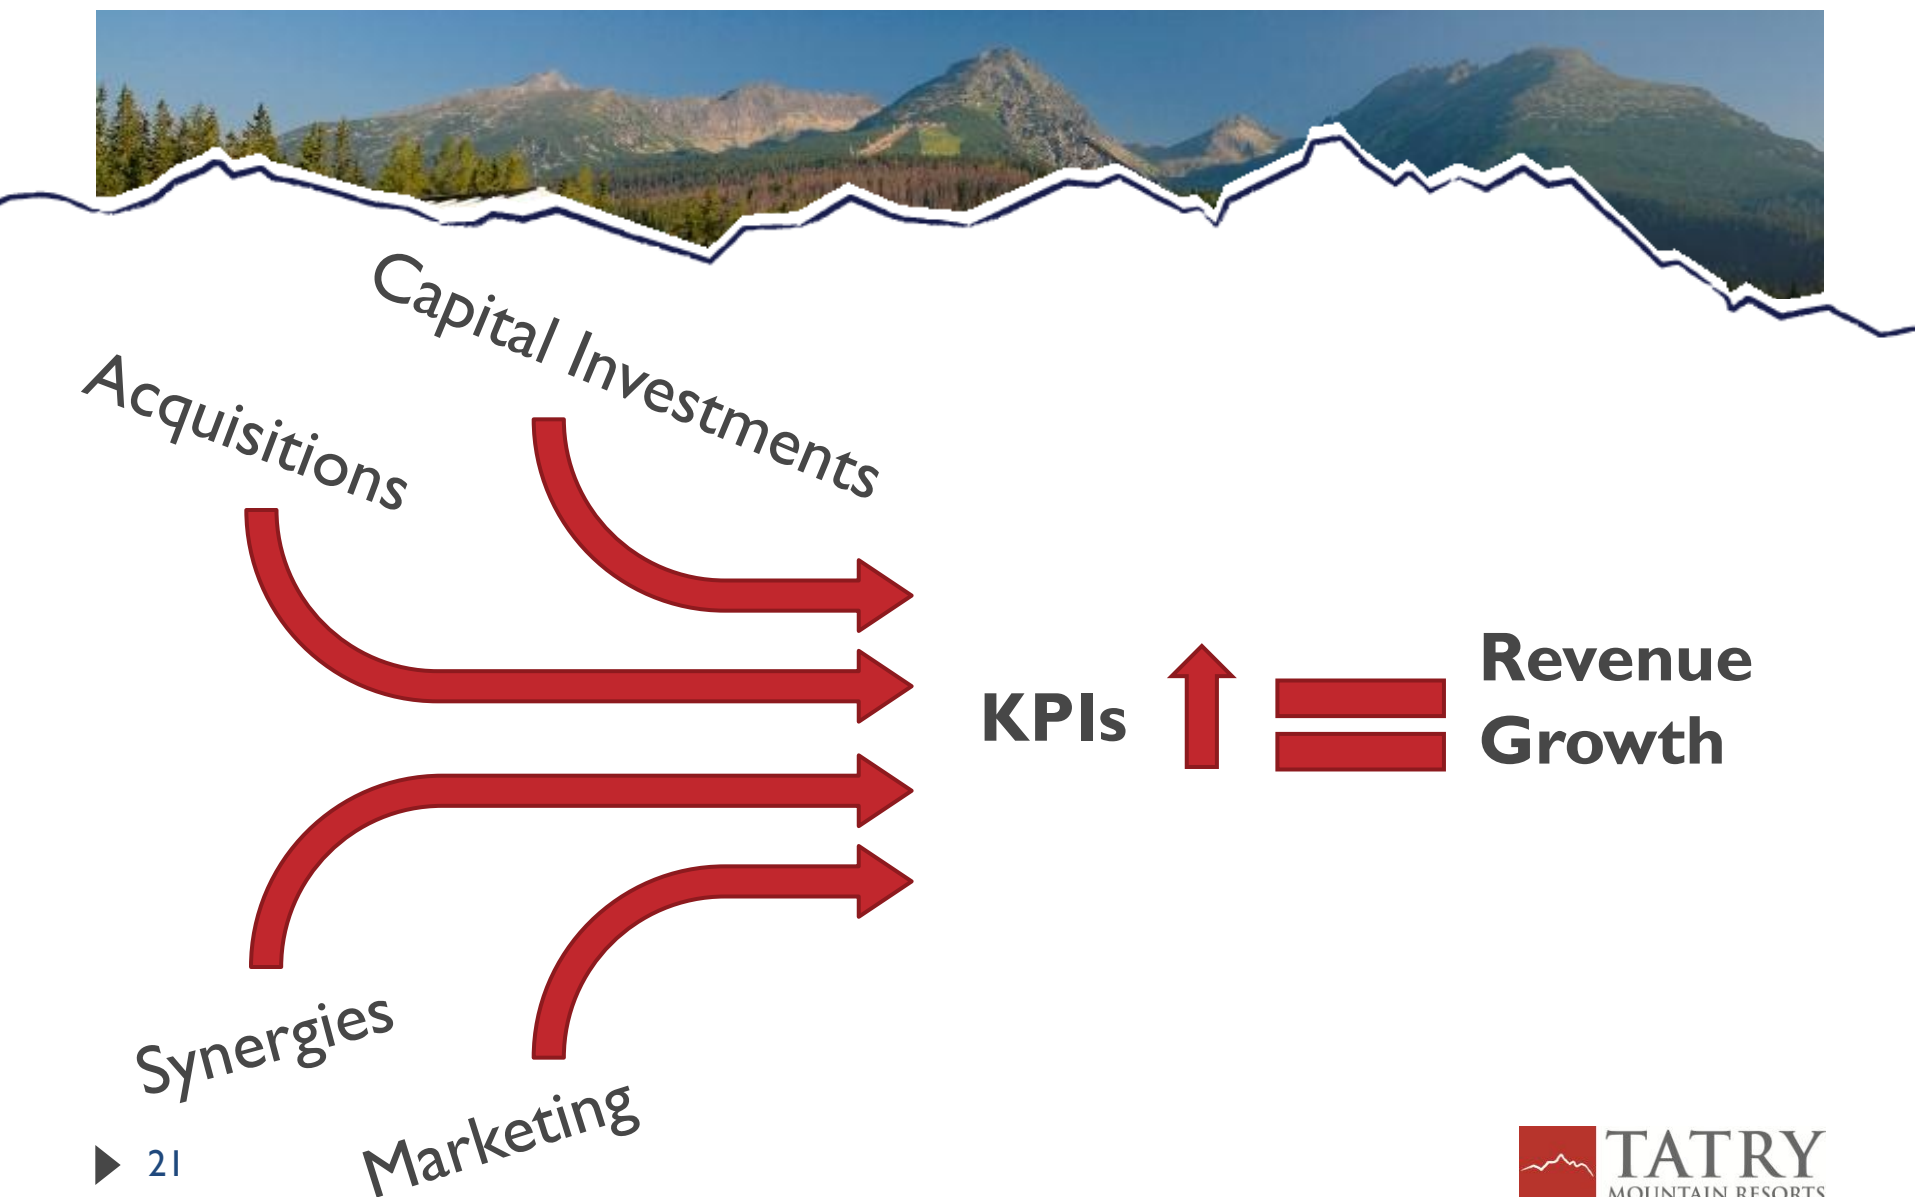 Capital Investments
Acquisitions
KPIs
Revenue
Growth
Synergies
Marketing
21
TATRY
MOUNTAIN RESORTS